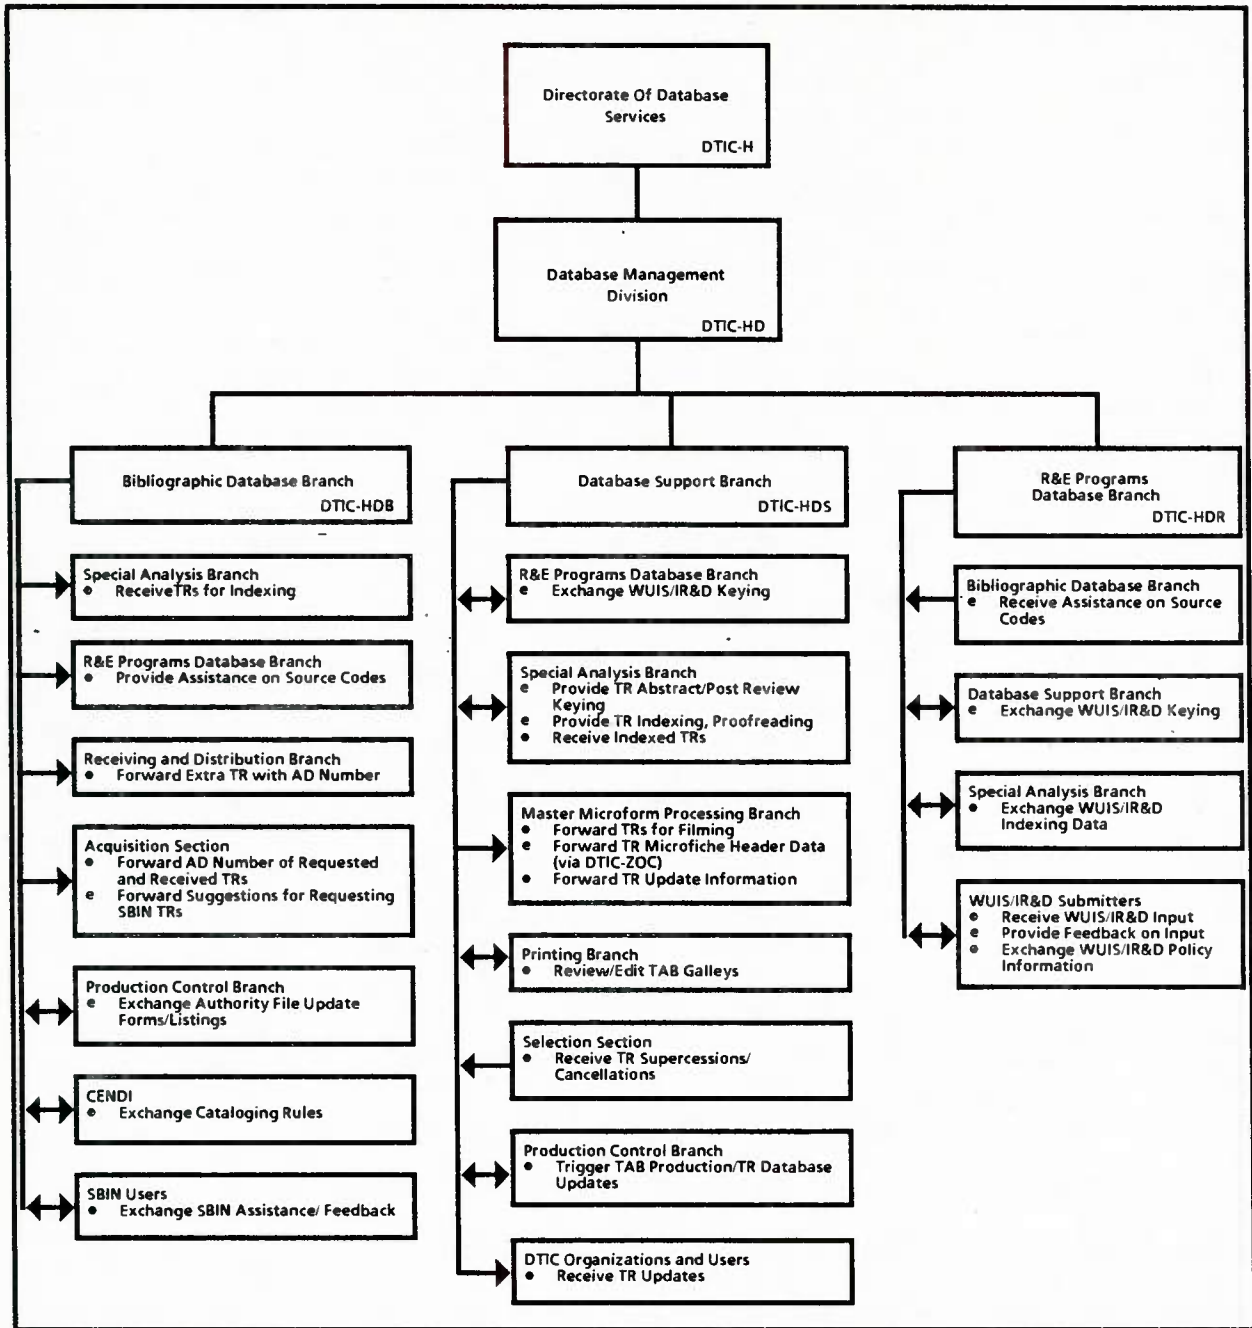 Directorate Of Database
Services
DTIC-H
Database Management
Division
DTIC-HD
Bibliographic Database Branch
DTIC-HDB
Special Analysis Branch
● ReceiveTRs for Indexing
R&E Programs Database Branch
● Provide Assistance on Source Codes
Receiving and Distribution Branch
● Forward Extra TR with AD Number
Acquisition Section
● Forward AD Number of Requested
and Received TRs
● Forward Suggestions for Requesting
SBIN TRs
Production Control Branch
● Exchange Authority File Update
Forms/Listings
CENDI
● Exchange Cataloging Rules
SBIN Users
● Exchange SBIN Assistance/ Feedback
Database Support Branch
DTIC-HDS
R&E Programs Database Branch
● Exchange WUIS/IR&D Keying
Special Analysis Branch
● Provide TR Abstract/Post Review
Keying
● Provide TR Indexing, Proofreading
● Receive Indexed TRs
Master Microform Processing Branch
● Forward TRs for Filming
● Forward TR Microfiche Header Data
(via DTIC-ZOC)
● Forward TR Update Information
Printing Branch
● Review/Edit TAB Galleys
Selection Section
● Receive TR Supercessions/
Cancellations
Production Control Branch
● Trigger TAB Production/TR Database
Updates
DTIC Organizations and Users
● Receive TR Updates
R&E Programs
Database Branch
DTIC-HDR
Bibliographic Database Branch
● Receive Assistance on Source
Codes
Database Support Branch
● Exchange WUIS/IR&D Keying
Special Analysis Branch
● Exchange WUIS/IR&D
Indexing Data
WUIS/IR&D Submitters
● Receive WUIS/IR&D Input
● Provide Feedback on Input
● Exchange WUIS/IR&D Policy
Information